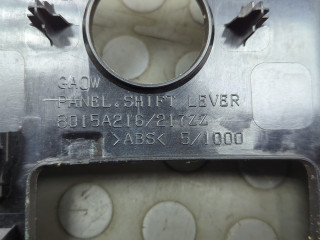 GA0W
PANEL.SHIFT LEVER
8015A216/217ZZ
>ABS< 5/1000